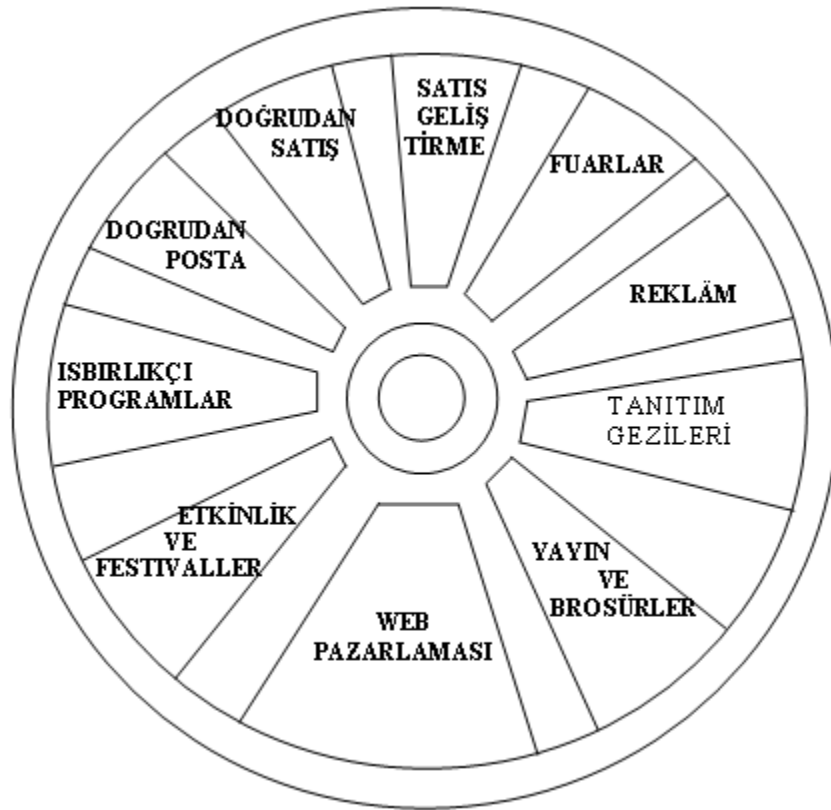 SATIS
GELİŞ
TİRME
FUARLAR
REKLÂM
TANITIM
GEZİLERİ
YAYIN
VE
BROSÜRLER
WEB
PAZARLAMASI
ETKİNLİK
VE
FESTIVALLER
ISBIRLIKÇI
PROGRAMLAR
DOGRUDAN
POSTA
DOĞRUDAN
SATIŞ